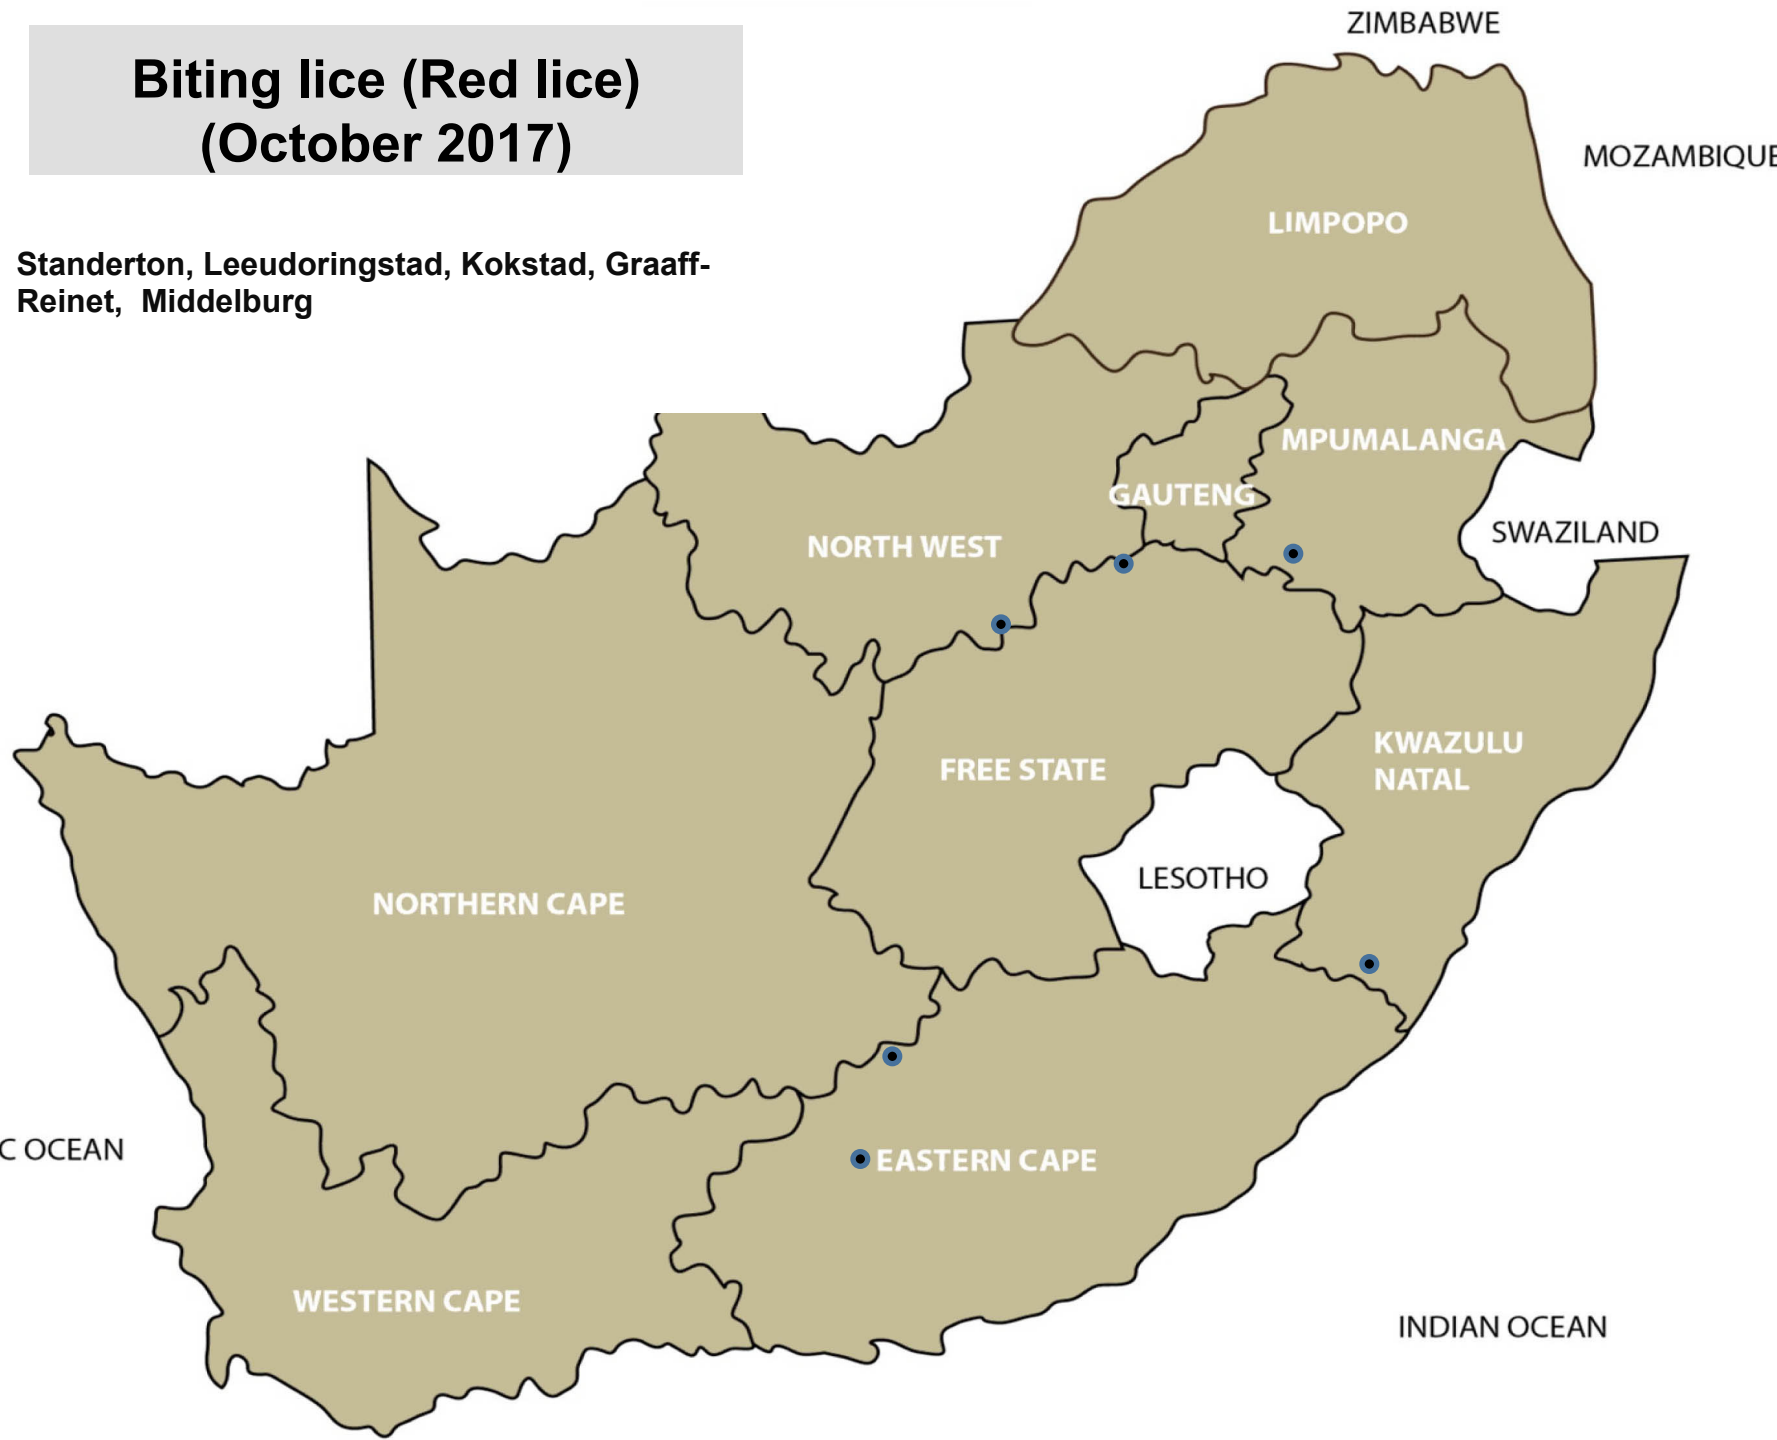 Biting lice (Red lice)
(October 2017)
Standerton, Leeudoringstad, Kokstad, Graaff-
Reinet,  Middelburg
ZIMBABWE
MOZAMBIQUE
LIMPOPO
MPUMALANGA
GAUTENG
NORTH WEST
SWAZILAND
KWAZULU
NATAL
FREE STATE
LESOTHO
NORTHERN CAPE
C OCEAN
EASTERN CAPE
WESTERN CAPE
INDIAN OCEAN